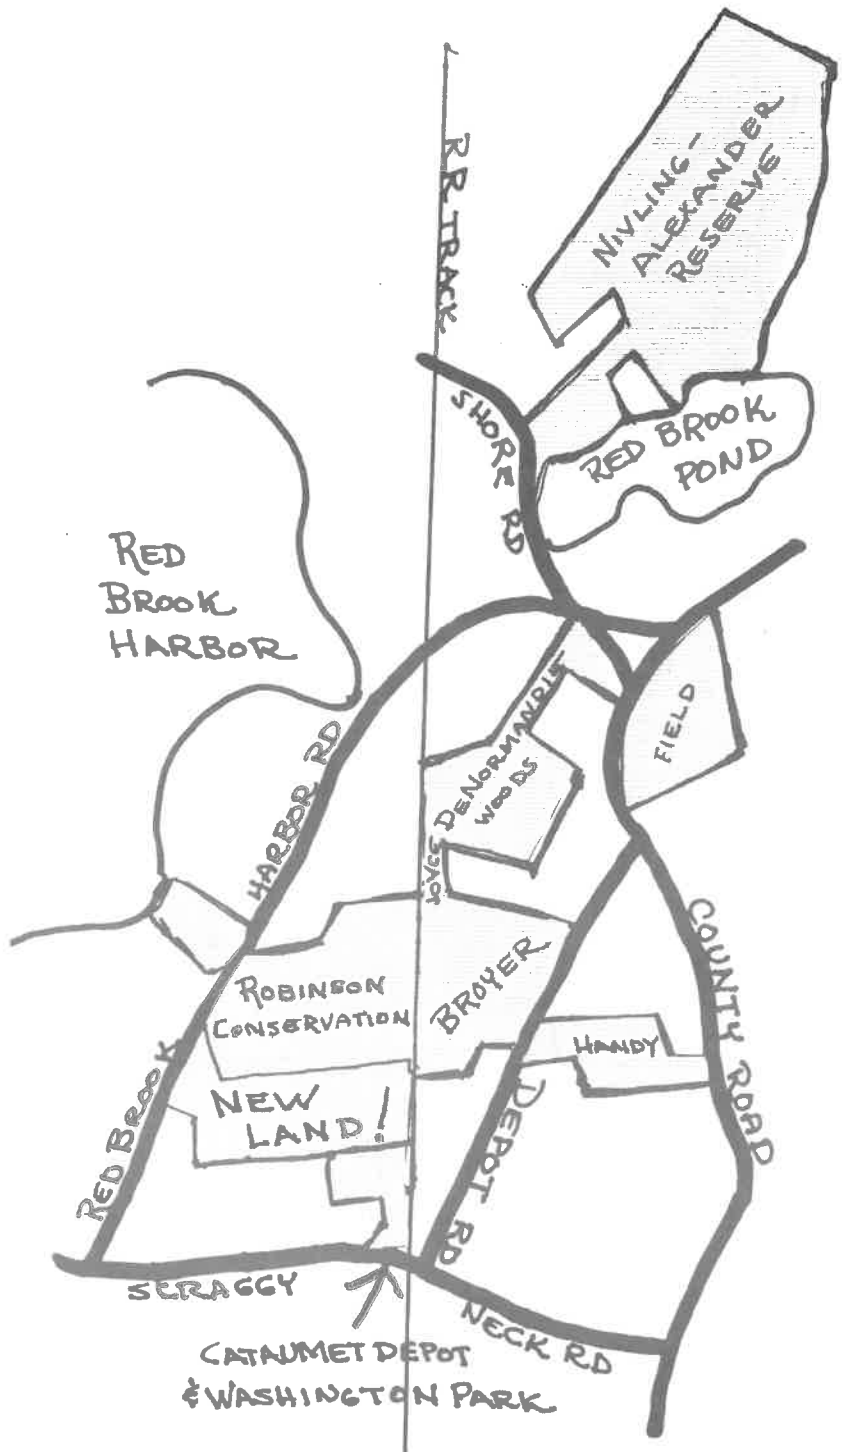 NIVLING-
ALEXANDER
RESERVE
RR TRACK
SHORE RD
RED BROOK
POND
RED
BROOK
HARBOR
FIELD
DENORMANDIE
WOODS
RED BROOK HARBOR RD
COUNTY ROAD
ROBINSON
CONSERVATION
BROYER
HANDY
NEW
LAND!
DEPOT RD
SCRAGGY NECK RD
CATAUMET DEPOT
& WASHINGTON PARK